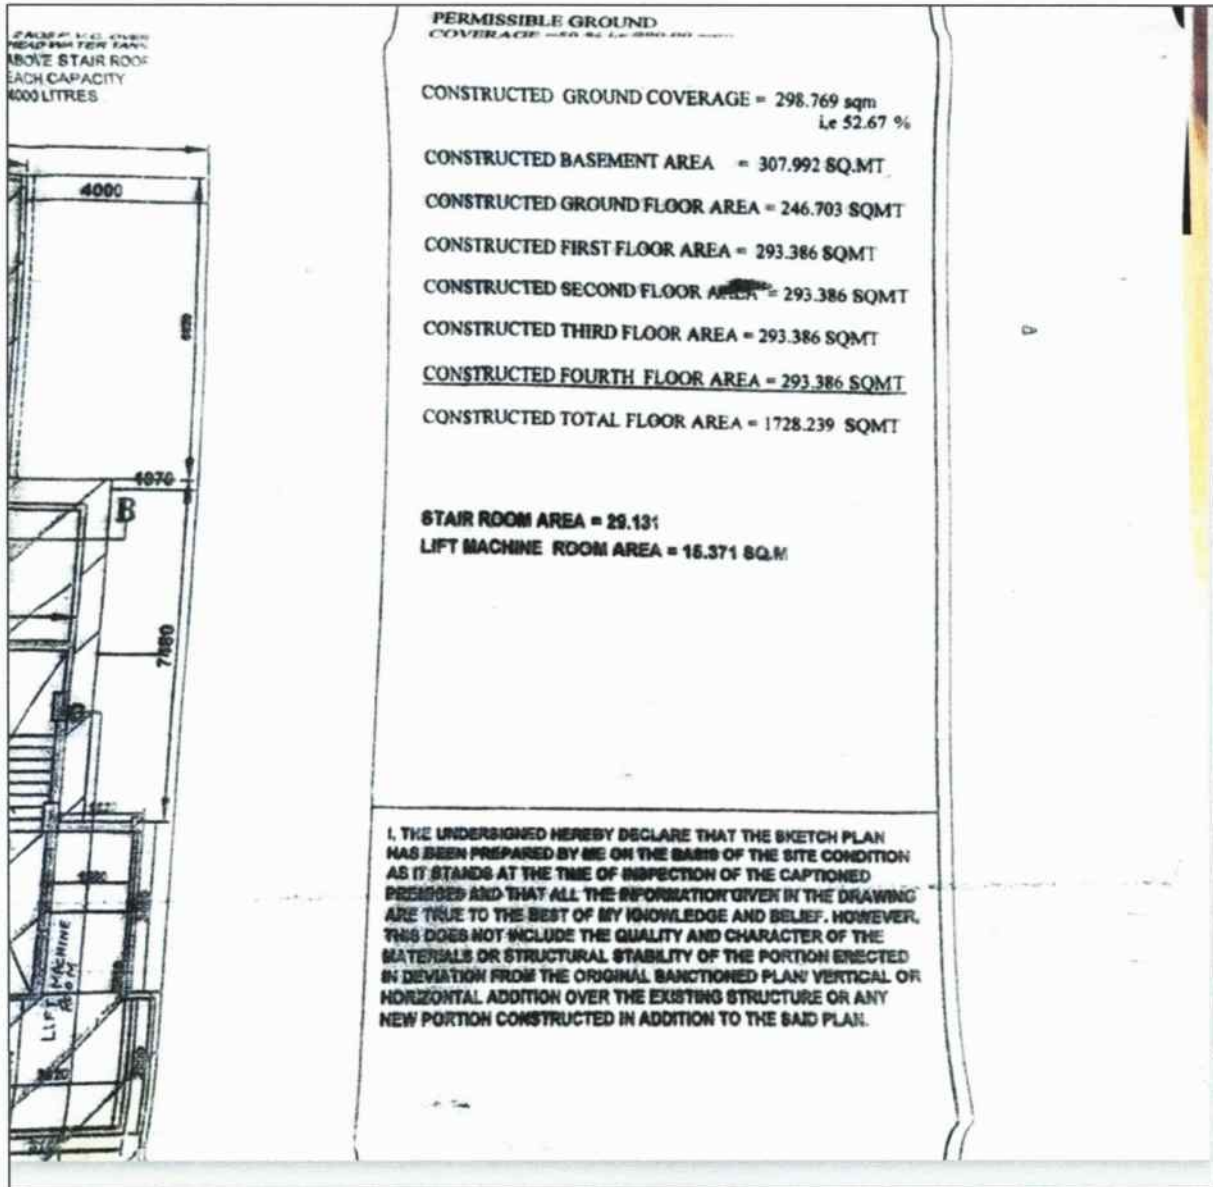 2 NOS P.V.C. OVER
HEAD WATER TANK
ABOVE STAIR ROOF
EACH CAPACITY
4000 LITRES
PERMISSIBLE GROUND
COVERAGE
CONSTRUCTED GROUND COVERAGE = 298.769 sqm
i.e 52.67 %
CONSTRUCTED BASEMENT AREA = 307.992 SQ.MT
CONSTRUCTED GROUND FLOOR AREA = 246.703 SQMT
CONSTRUCTED FIRST FLOOR AREA = 293.386 SQMT
CONSTRUCTED SECOND FLOOR AREA = 293.386 SQMT
CONSTRUCTED THIRD FLOOR AREA = 293.386 SQMT
CONSTRUCTED FOURTH FLOOR AREA = 293.386 SQMT
CONSTRUCTED TOTAL FLOOR AREA = 1728.239 SQMT
STAIR ROOM AREA = 29.131
LIFT MACHINE ROOM AREA = 15.371 SQ.M
I, THE UNDERSIGNED HEREBY DECLARE THAT THE SKETCH PLAN
HAS BEEN PREPARED BY ME ON THE BASIS OF THE SITE CONDITION
AS IT STANDS AT THE TIME OF INSPECTION OF THE CAPTIONED
PREMISES AND THAT ALL THE INFORMATION GIVEN IN THE DRAWING
ARE TRUE TO THE BEST OF MY KNOWLEDGE AND BELIEF. HOWEVER,
THIS DOES NOT INCLUDE THE QUALITY AND CHARACTER OF THE
MATERIALS OR STRUCTURAL STABILITY OF THE PORTION ERECTED
IN DEVIATION FROM THE ORIGINAL SANCTIONED PLAN/ VERTICAL OR
HORIZONTAL ADDITION OVER THE EXISTING STRUCTURE OR ANY
NEW PORTION CONSTRUCTED IN ADDITION TO THE SAID PLAN.
4000
1070
B
7480
LIFT MACHINE
ROOM